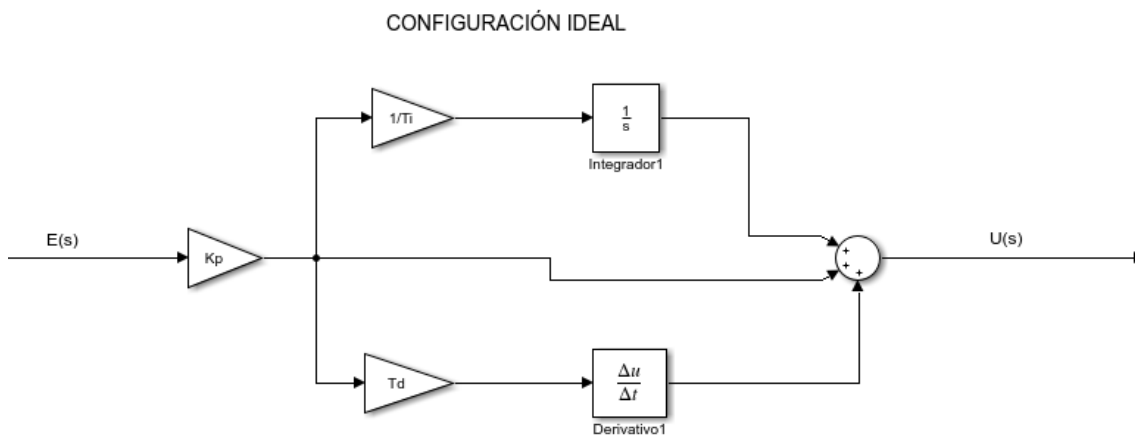 CONFIGURACIÓN IDEAL
1/Ti
1
s
Integrador1
E(s)
Kp
+
+
+
U(s)
Td
Δu
Δt
Derivativo1